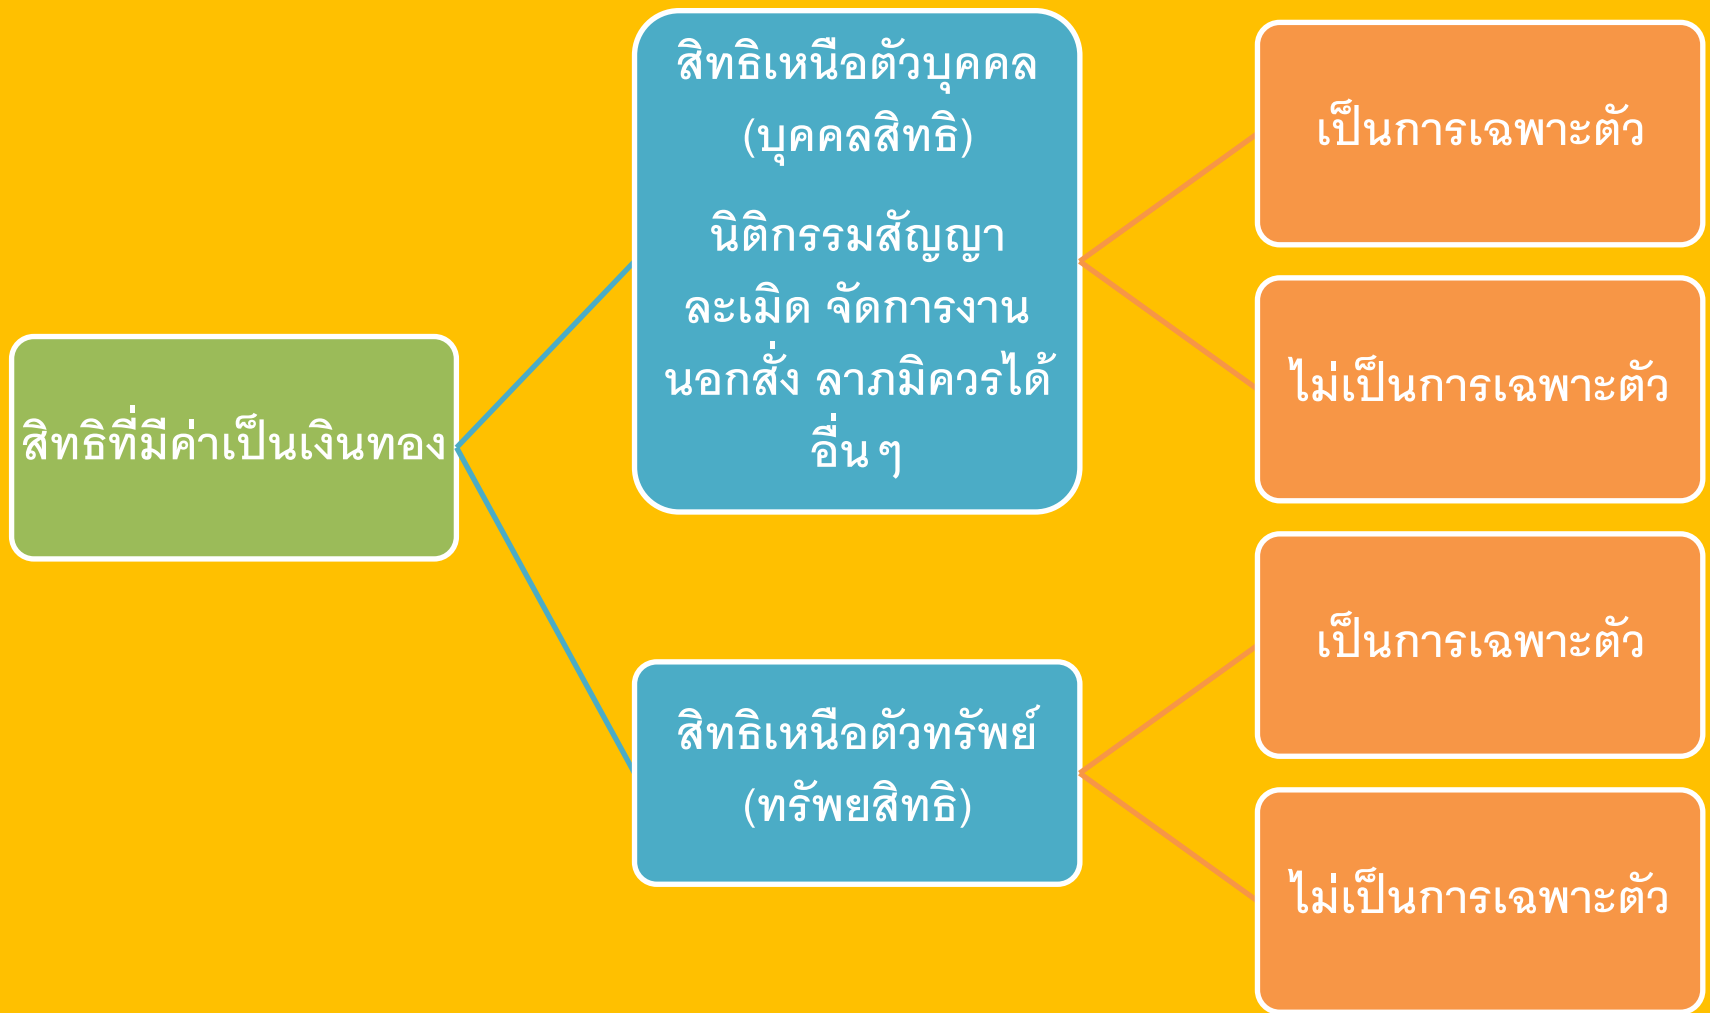 สิทธิที่มีค่าเป็นเงินทอง
สิทธิเหนือตัวบุคคล
(บุคคลสิทธิ)
นิติกรรมสัญญา
ละเมิด จัดการงาน
นอกสั่ง ลาภมิควรได้
อื่น ๆ
เป็นการเฉพาะตัว
ไม่เป็นการเฉพาะตัว
สิทธิเหนือตัวทรัพย์
(ทรัพยสิทธิ)
เป็นการเฉพาะตัว
ไม่เป็นการเฉพาะตัว